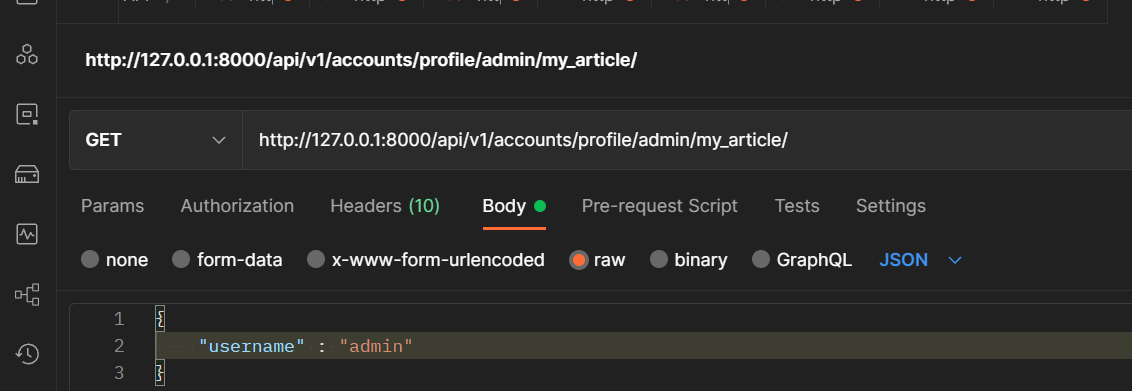 http://127.0.0.1:8000/api/v1/accounts/profile/admin/my_article/
GET http://127.0.0.1:8000/api/v1/accounts/profile/admin/my_article/
Params Authorization Headers (10) Body Pre-request Script Tests Settings
none form-data x-www-form-urlencoded raw binary GraphQL JSON
1 {
2 "username" : "admin"
3 }